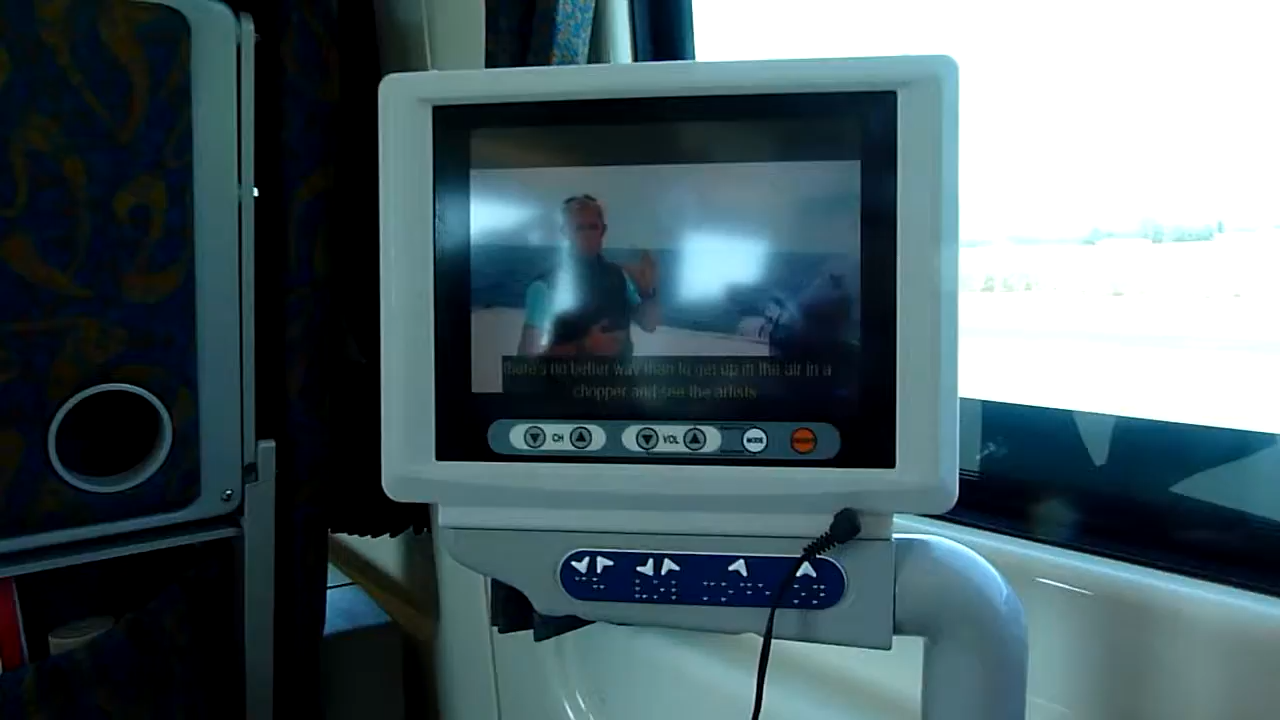 there's no better way than to get up in the air in a
chopper and see the artists
CH VOL MODE